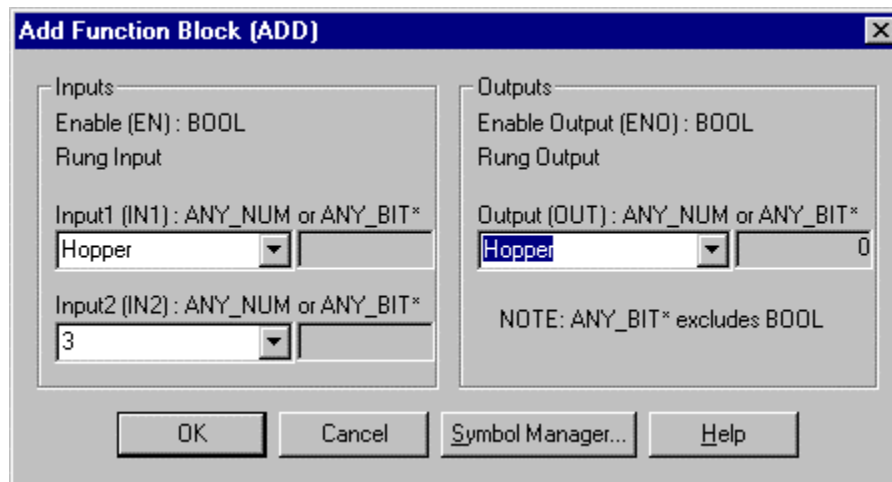 Add Function Block (ADD)
Inputs
Enable (EN) : BOOL
Rung Input
Input1 (IN1) : ANY_NUM or ANY_BIT*
Hopper
Input2 (IN2) : ANY_NUM or ANY_BIT*
3
Outputs
Enable Output (ENO) : BOOL
Rung Output
Output (OUT) : ANY_NUM or ANY_BIT*
Hopper 0
NOTE: ANY_BIT* excludes BOOL
OK Cancel Symbol Manager... Help